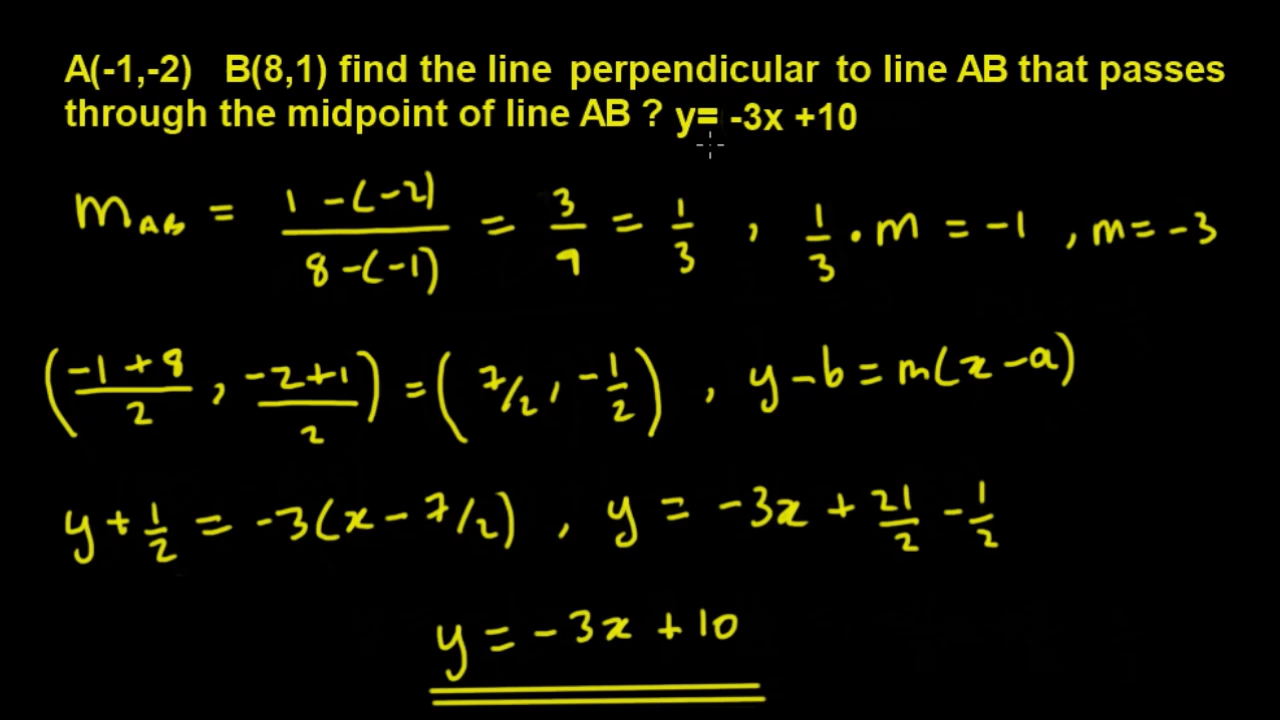 A(-1,-2) B(8,1) find the line perpendicular to line AB that passes
through the midpoint of line AB ? y= -3x +10
m_AB = (1 - (-2))/(8 - (-1)) = 3/9 = 1/3 , 1/3 · m = -1 , m = -3
((-1 + 8)/2 , (-2 + 1)/2) = (7/2 , -1/2) , y - b = m(x - a)
y + 1/2 = -3(x - 7/2) , y = -3x + 21/2 - 1/2
y = -3x + 10